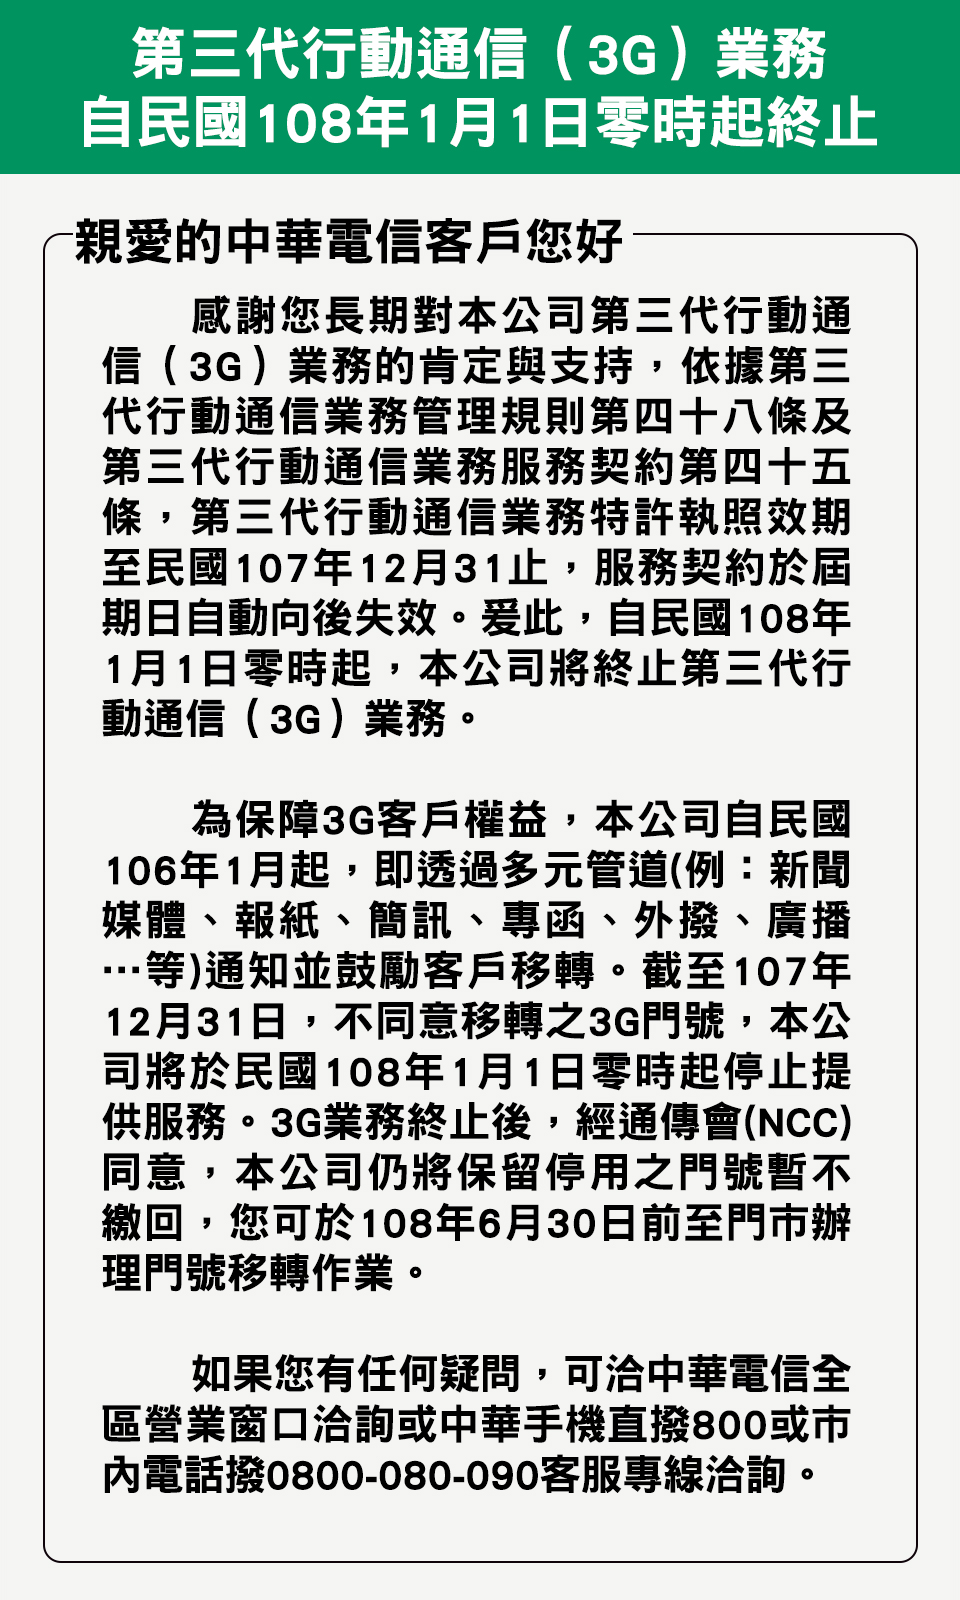 第三代行動通信（3G）業務
自民國108年1月1日零時起終止
親愛的中華電信客戶您好
感謝您長期對本公司第三代行動通
信（3G）業務的肯定與支持，依據第三
代行動通信業務管理規則第四十八條及
第三代行動通信業務服務契約第四十五
條，第三代行動通信業務特許執照效期
至民國107年12月31止，服務契約於屆
期日自動向後失效。爰此，自民國108年
1月1日零時起，本公司將終止第三代行
動通信（3G）業務。
為保障3G客戶權益，本公司自民國
106年1月起，即透過多元管道(例：新聞
媒體、報紙、簡訊、專函、外撥、廣播
…等)通知並鼓勵客戶移轉。截至107年
12月31日，不同意移轉之3G門號，本公
司將於民國108年1月1日零時起停止提
供服務。3G業務終止後，經通傳會(NCC)
同意，本公司仍將保留停用之門號暫不
繳回，您可於108年6月30日前至門市辦
理門號移轉作業。
如果您有任何疑問，可洽中華電信全
區營業窗口洽詢或中華手機直撥800或市
內電話撥0800-080-090客服專線洽詢。